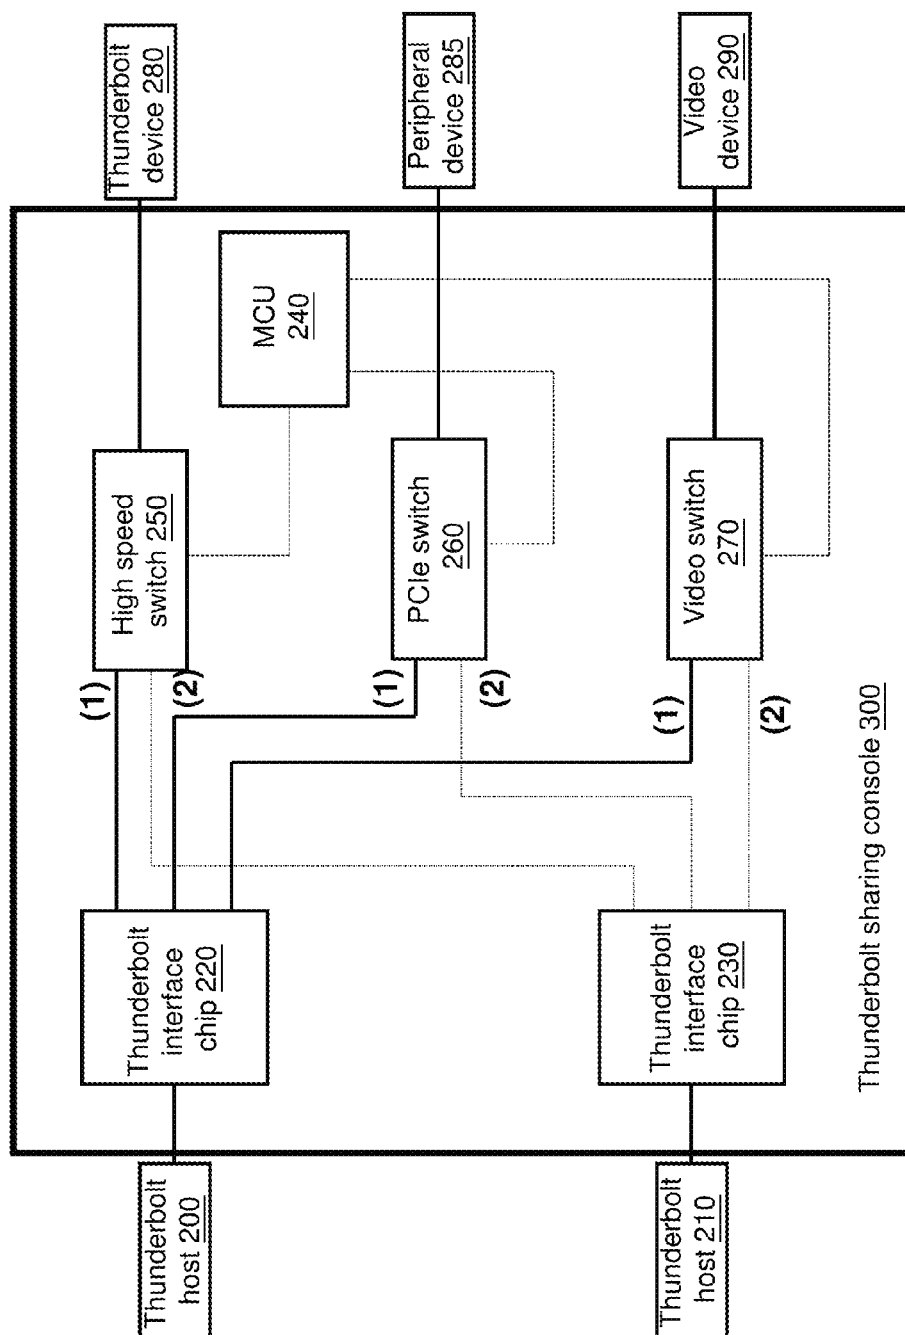 Thunderbolt
host 200
Thunderbolt
host 210
Thunderbolt
interface
chip 220
Thunderbolt
interface
chip 230
(1)
(2)
(1)
(2)
(1)
(2)
High speed
switch 250
PCIe switch
260
Video switch
270
MCU
240
Thunderbolt
device 280
Peripheral
device 285
Video
device 290
Thunderbolt sharing console 300